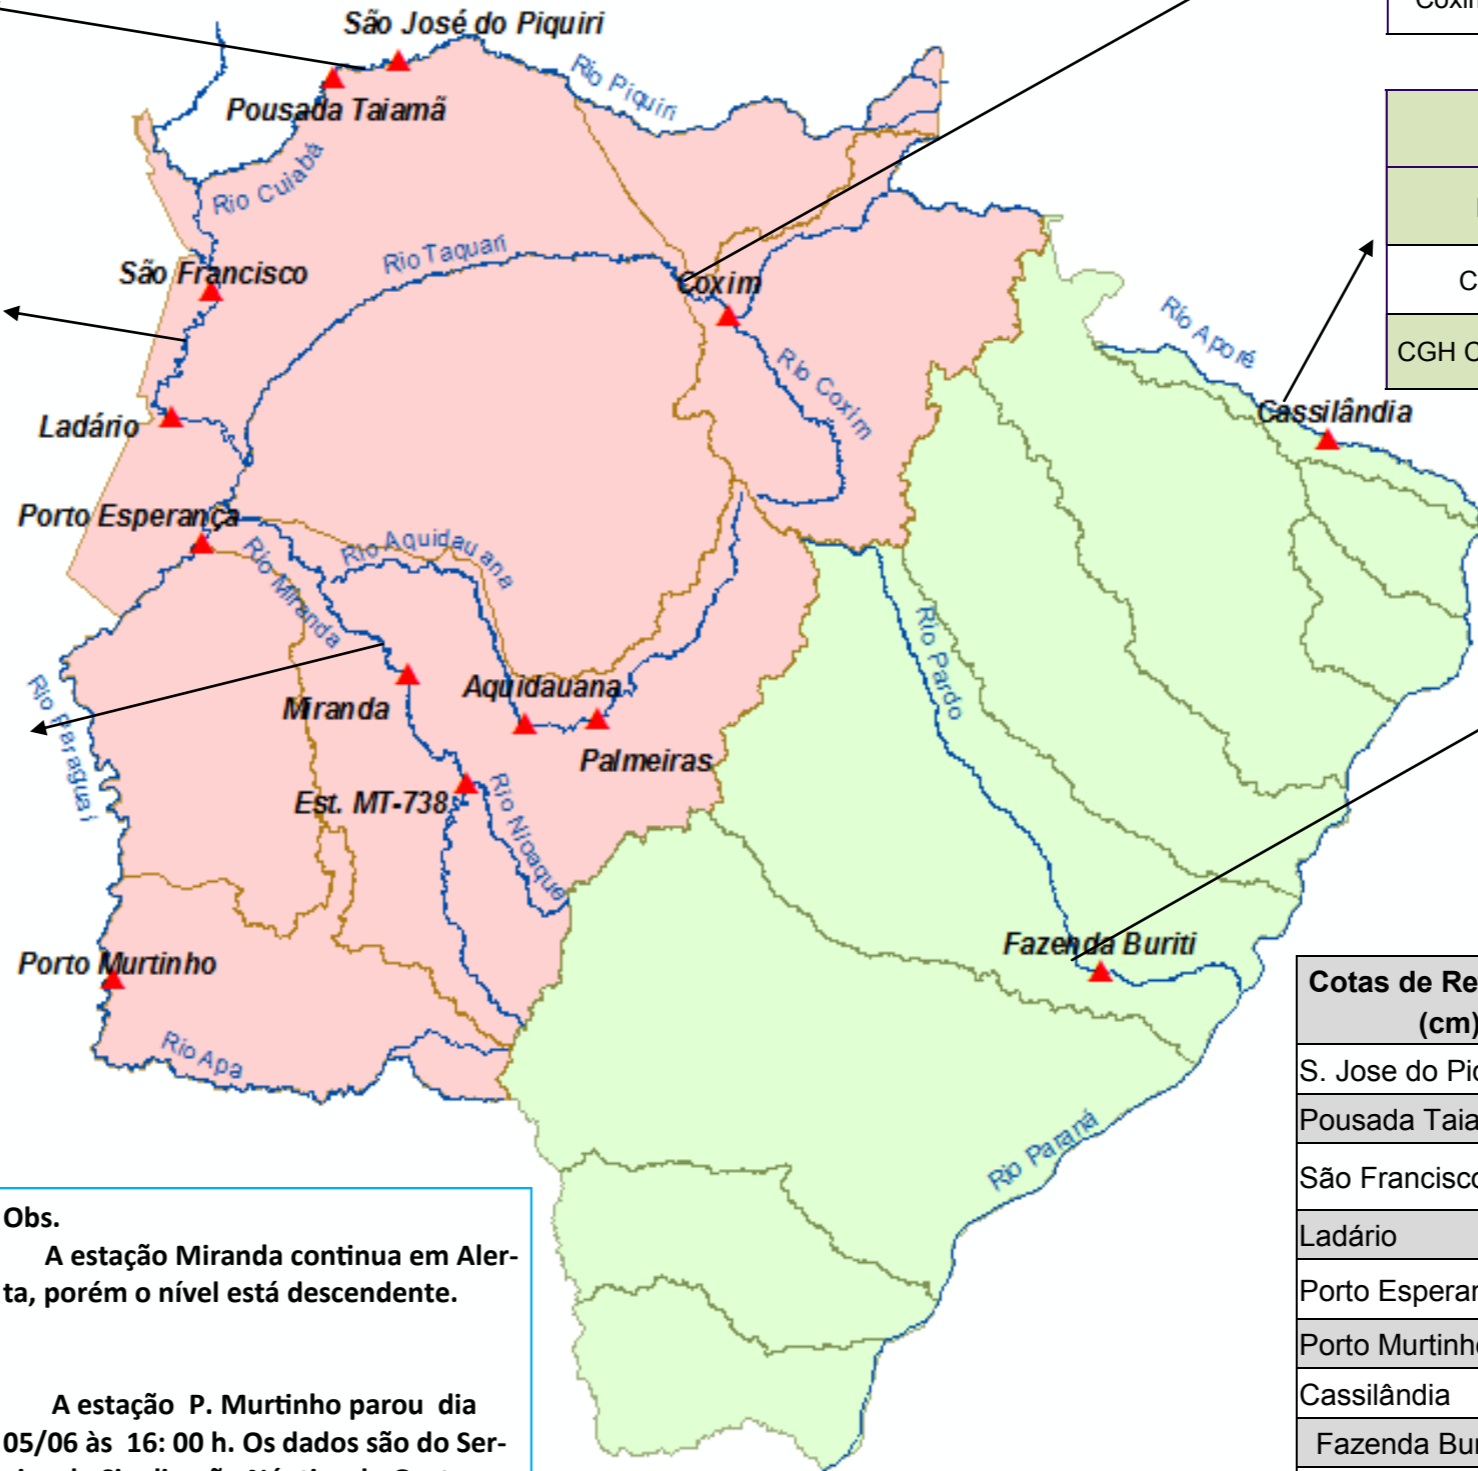 São José do Piquiri
Rio Piquiri
Pousada Taiamã
Rio Cuiabá
Rio Taquari
São Francisco
Coxim
C
Rio Aporé
Rio Coxim
CGH C
Cassilândia
Ladário
Porto Esperança
Rio Aquidauana
Rio Miranda
Rio Pardo
Rio Paraguai
Aquidauana
Miranda
Palmeiras
Est. MT-738
Rio Nioaque
Fazenda Buriti
Porto Murtinho
Rio Apa
Rio Paraná
Cotas de Re
(cm)
S. Jose do Pi
Pousada Taia
São Francisco
Ladário
Porto Espera
Porto Murtinh
Cassilândia
Fazenda Bu
Obs.
A estação Miranda continua em Aler-
ta, porém o nível está descendente.
A estação P. Murtinho parou dia
05/06 às 16: 00 h. Os dados são do Ser-